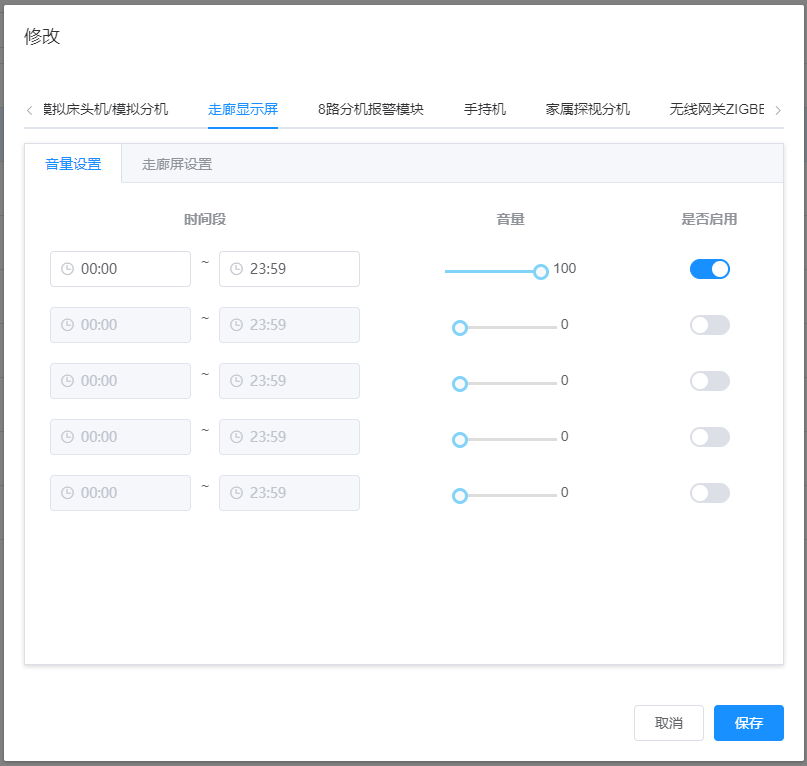 修改
模拟床头机/模拟分机 走廊显示屏 8路分机报警模块 手持机 家属探视分机 无线网关ZIGBE
音量设置 走廊屏设置
时间段 音量 是否启用
00:00 ~ 23:59 100
00:00 ~ 23:59 0
00:00 ~ 23:59 0
00:00 ~ 23:59 0
00:00 ~ 23:59 0
取消 保存